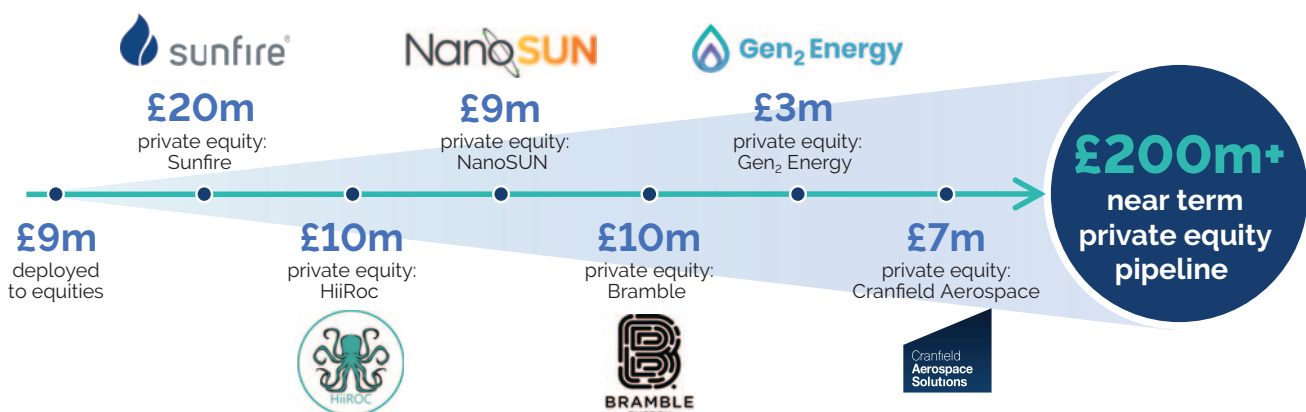 sunfire®
NanoSUN
Gen₂ Energy
£20m
private equity:
Sunfire
£9m
private equity:
NanoSUN
£3m
private equity:
Gen₂ Energy
£9m
deployed
to equities
£10m
private equity:
HiiRoc
HiiROC
£10m
private equity:
Bramble
BRAMBLE
£7m
private equity:
Cranfield Aerospace
Cranfield
Aerospace
Solutions
£200m+
near term
private equity
pipeline